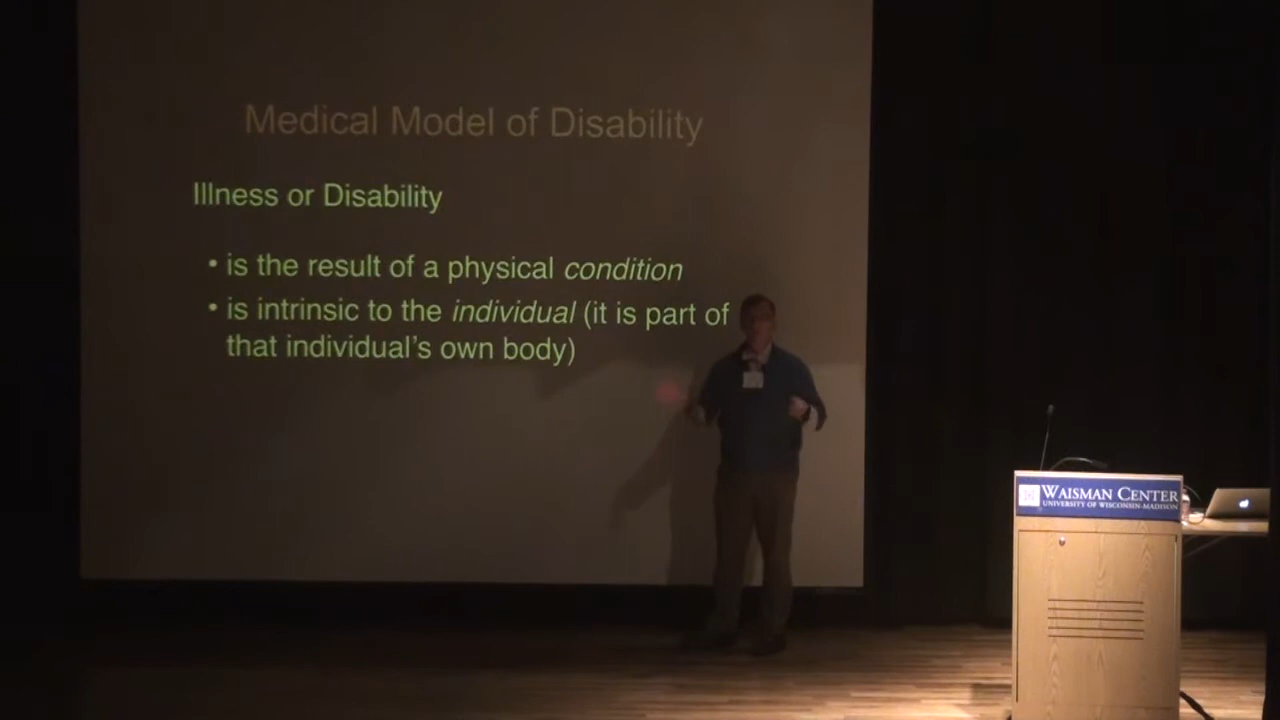 Medical Model of Disability
Illness or Disability
• is the result of a physical condition
• is intrinsic to the individual (it is part of
that individual's own body)
WAISMAN CENTER
UNIVERSITY OF WISCONSIN-MADISON